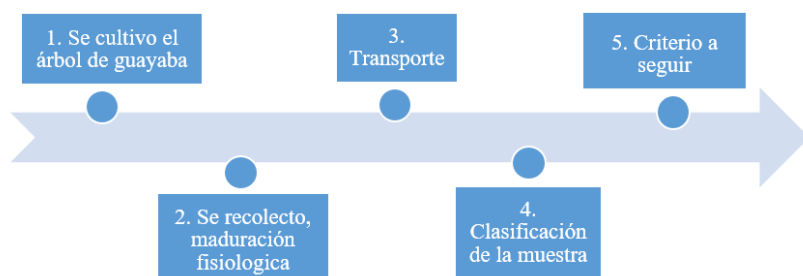 1. Se cultivo el
árbol de guayaba
2. Se recolecto,
maduración
fisiologica
3.
Transporte
4.
Clasificación
de la muestra
5. Criterio a
seguir